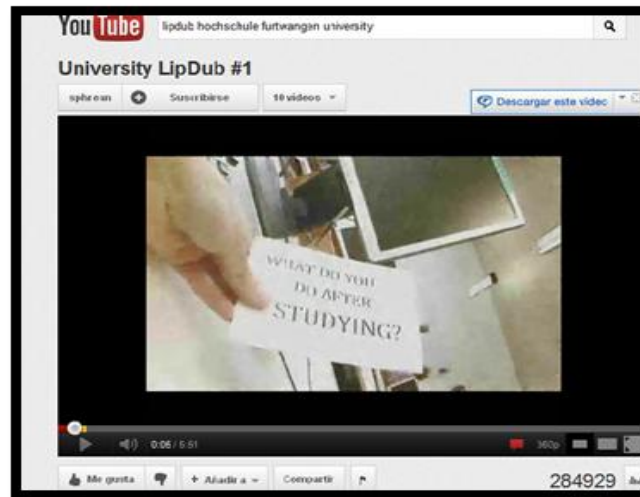 You Tube lipdub hochschule furtwangen university
University LipDub #1
sphrean Suscribirse 10 videos
Descargar este video
WHAT DO YOU
DO AFTER
STUDYING?
0:06 / 5:51 360p
Me gusta Añadir a Compartir 284929